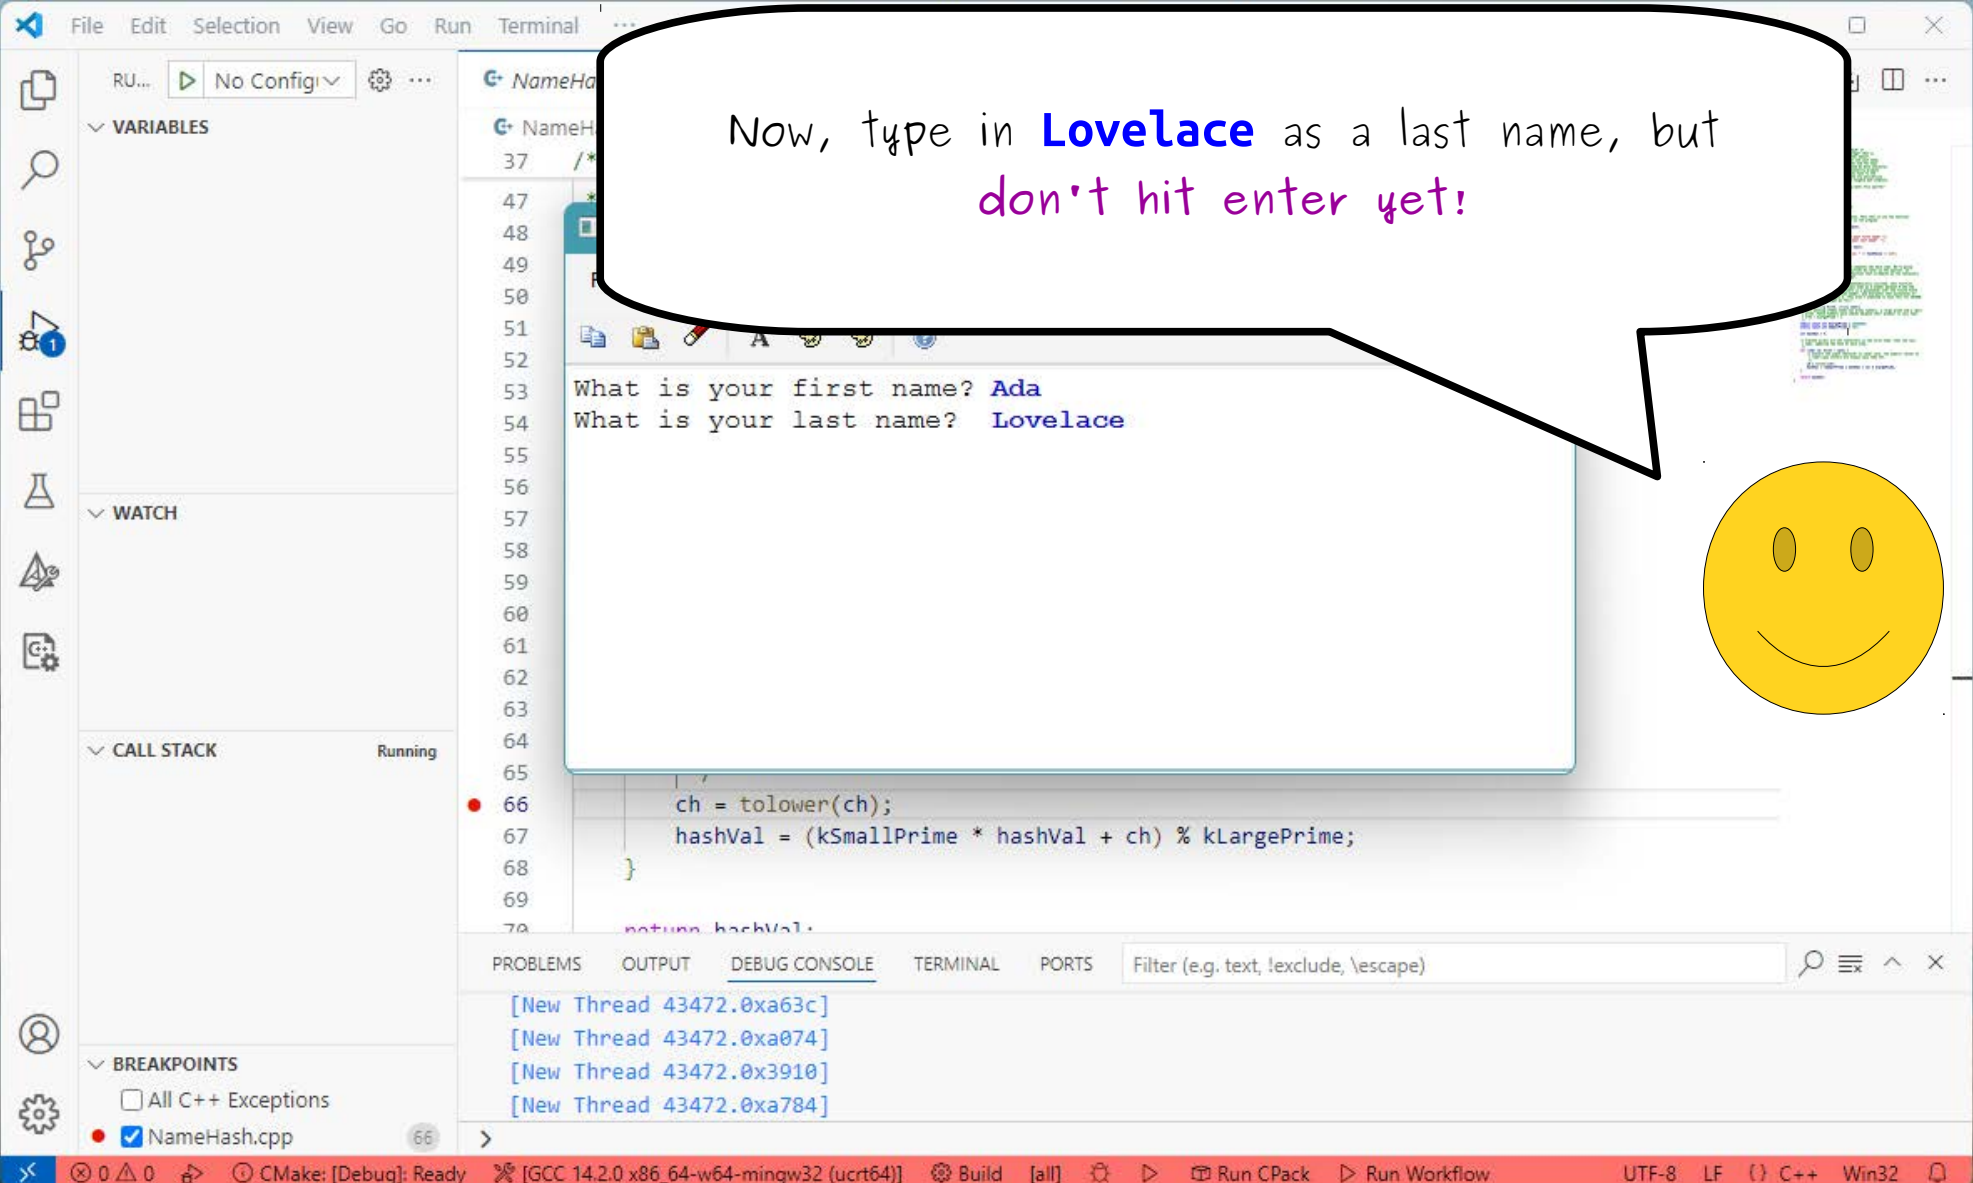 File Edit Selection View Go Run Terminal ...
RU... No Config
VARIABLES
WATCH
CALL STACK Running
BREAKPOINTS
All C++ Exceptions
NameHash.cpp 66
NameHa
NameH
Now, type in Lovelace as a last name, but
don't hit enter yet!
37 /*
47 *
48
49
50
51
52
53
54
55
56
57
58
59
60
61
62
63
64
65
What is your first name? Ada
What is your last name? Lovelace
66 ch = tolower(ch);
67 hashVal = (kSmallPrime * hashVal + ch) % kLargePrime;
68 }
69
70 return hashVal;
PROBLEMS OUTPUT DEBUG CONSOLE TERMINAL PORTS Filter (e.g. text, !exclude, \escape)
[New Thread 43472.0xa63c]
[New Thread 43472.0xa074]
[New Thread 43472.0x3910]
[New Thread 43472.0xa784]
>
0 0 CMake: [Debug]: Ready [GCC 14.2.0 x86_64-w64-mingw32 (ucrt64)] Build [all] Run CPack Run Workflow UTF-8 LF {} C++ Win32